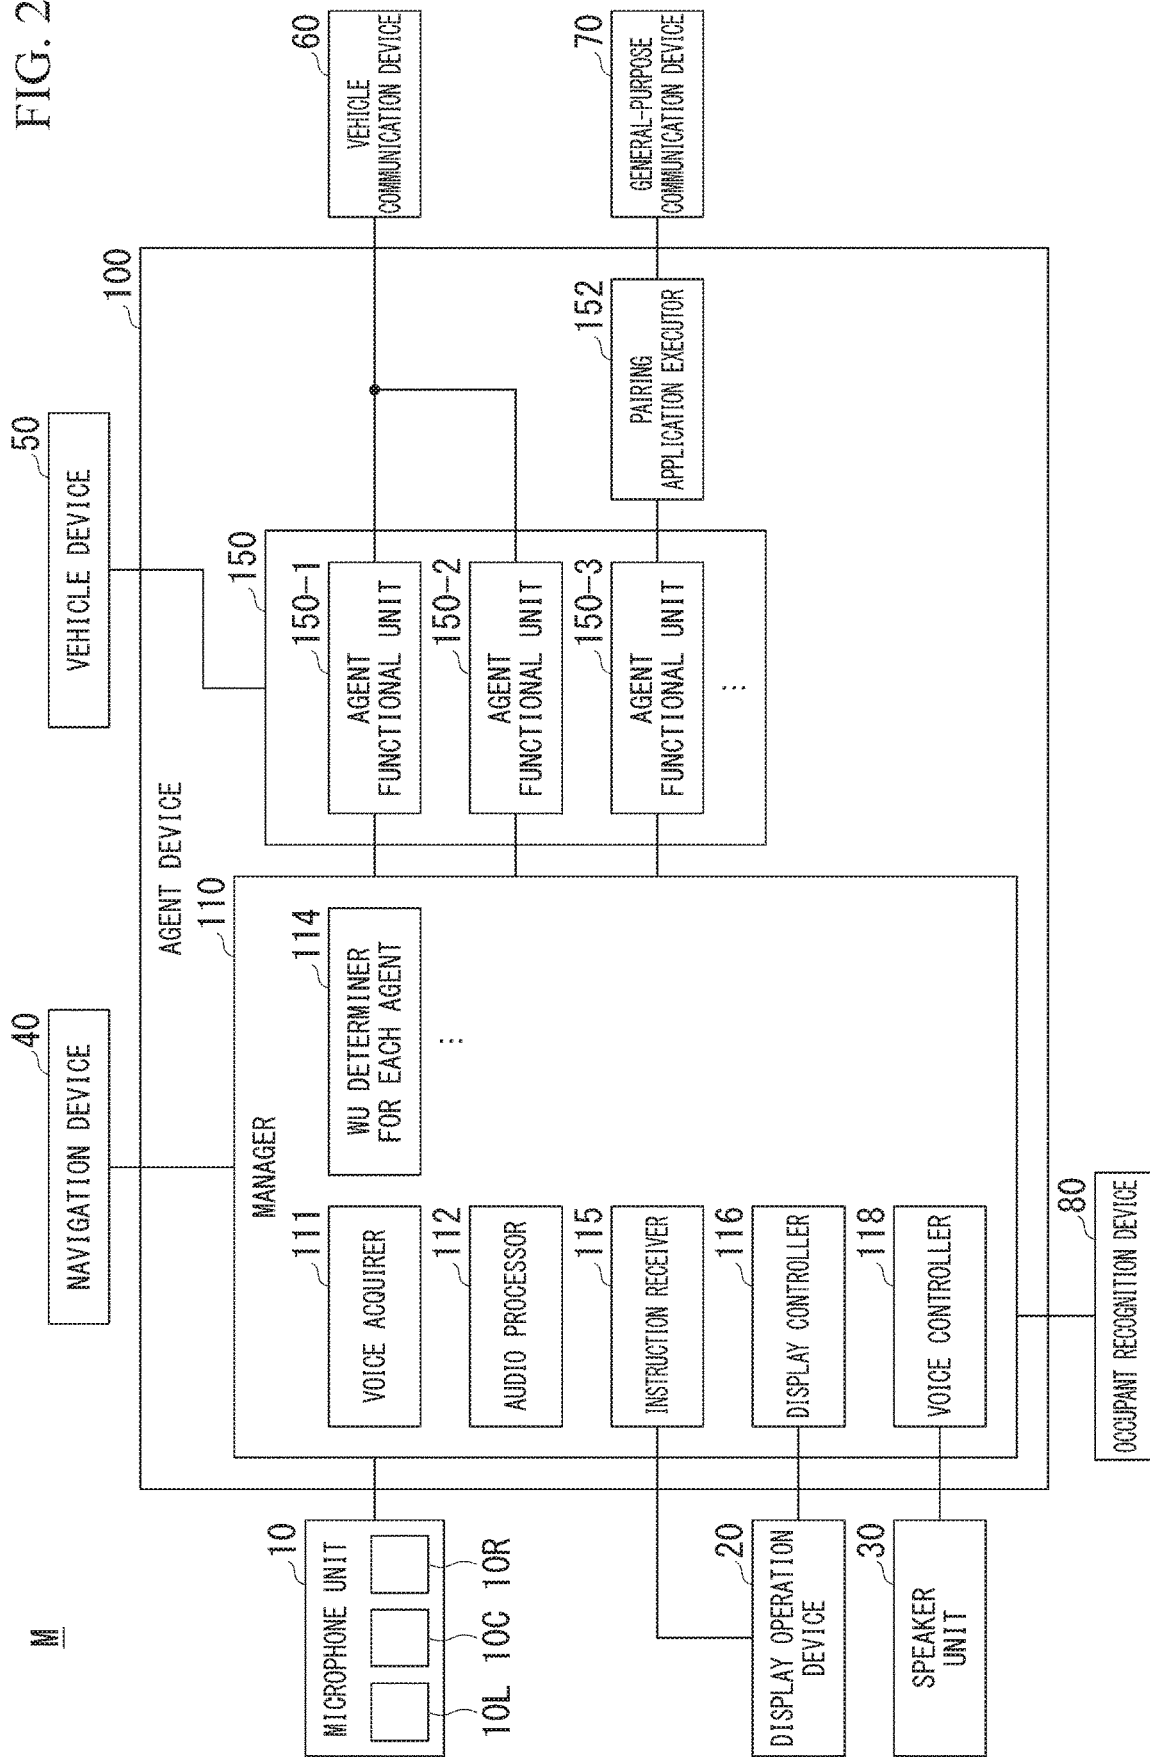 FIG. 2
M
40
NAVIGATION DEVICE
50
VEHICLE DEVICE
100
AGENT DEVICE
10
MICROPHONE UNIT
10L
10C
10R
110
MANAGER
111
VOICE ACQUIRER
114
WU DETERMINER
FOR EACH AGENT
...
112
AUDIO PROCESSOR
115
INSTRUCTION RECEIVER
116
DISPLAY CONTROLLER
118
VOICE CONTROLLER
150
150-1
AGENT
FUNCTIONAL UNIT
150-2
AGENT
FUNCTIONAL UNIT
150-3
AGENT
FUNCTIONAL UNIT
...
152
PAIRING
APPLICATION EXECUTOR
60
VEHICLE
COMMUNICATION DEVICE
70
GENERAL-PURPOSE
COMMUNICATION DEVICE
20
DISPLAY OPERATION
DEVICE
30
SPEAKER
UNIT
80
OCCUPANT RECOGNITION DEVICE